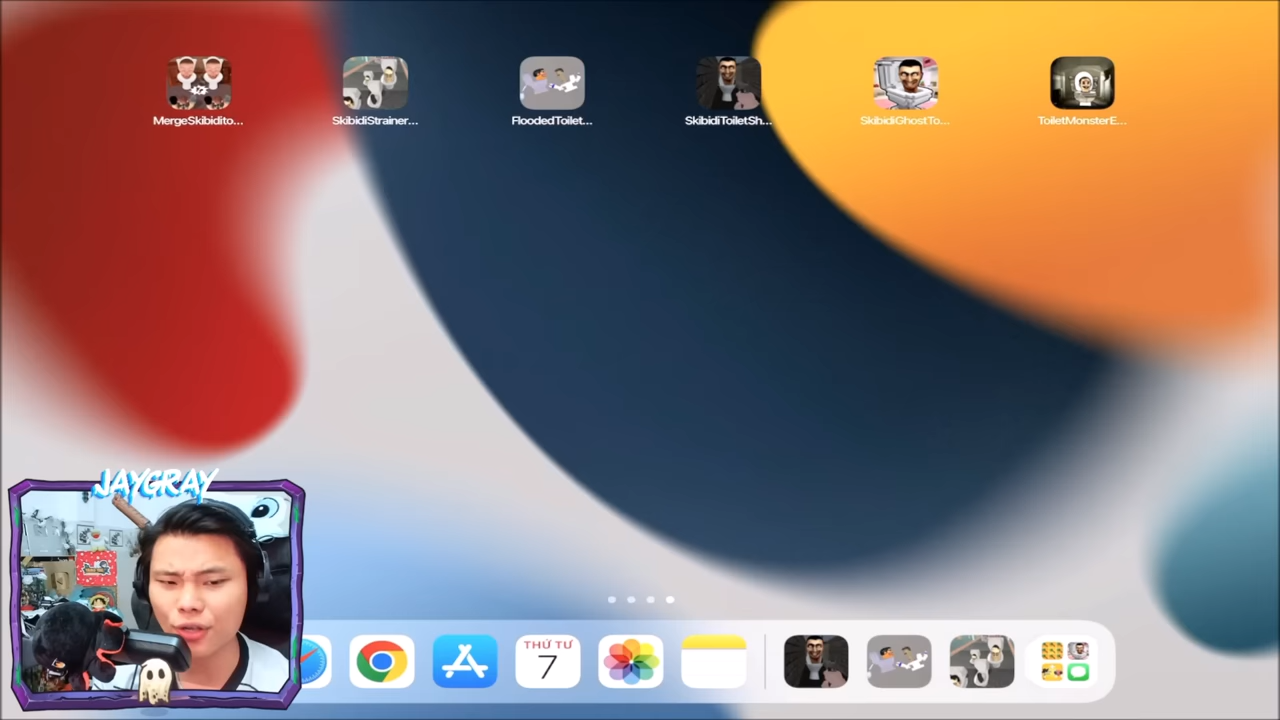 MergeSkibidito...
SkibidiStrainer...
FloodedToilet...
SkibidiToiletSh...
SkibidiGhostTo...
ToiletMonsterE...
JAYGRAY
THỨ TƯ
7